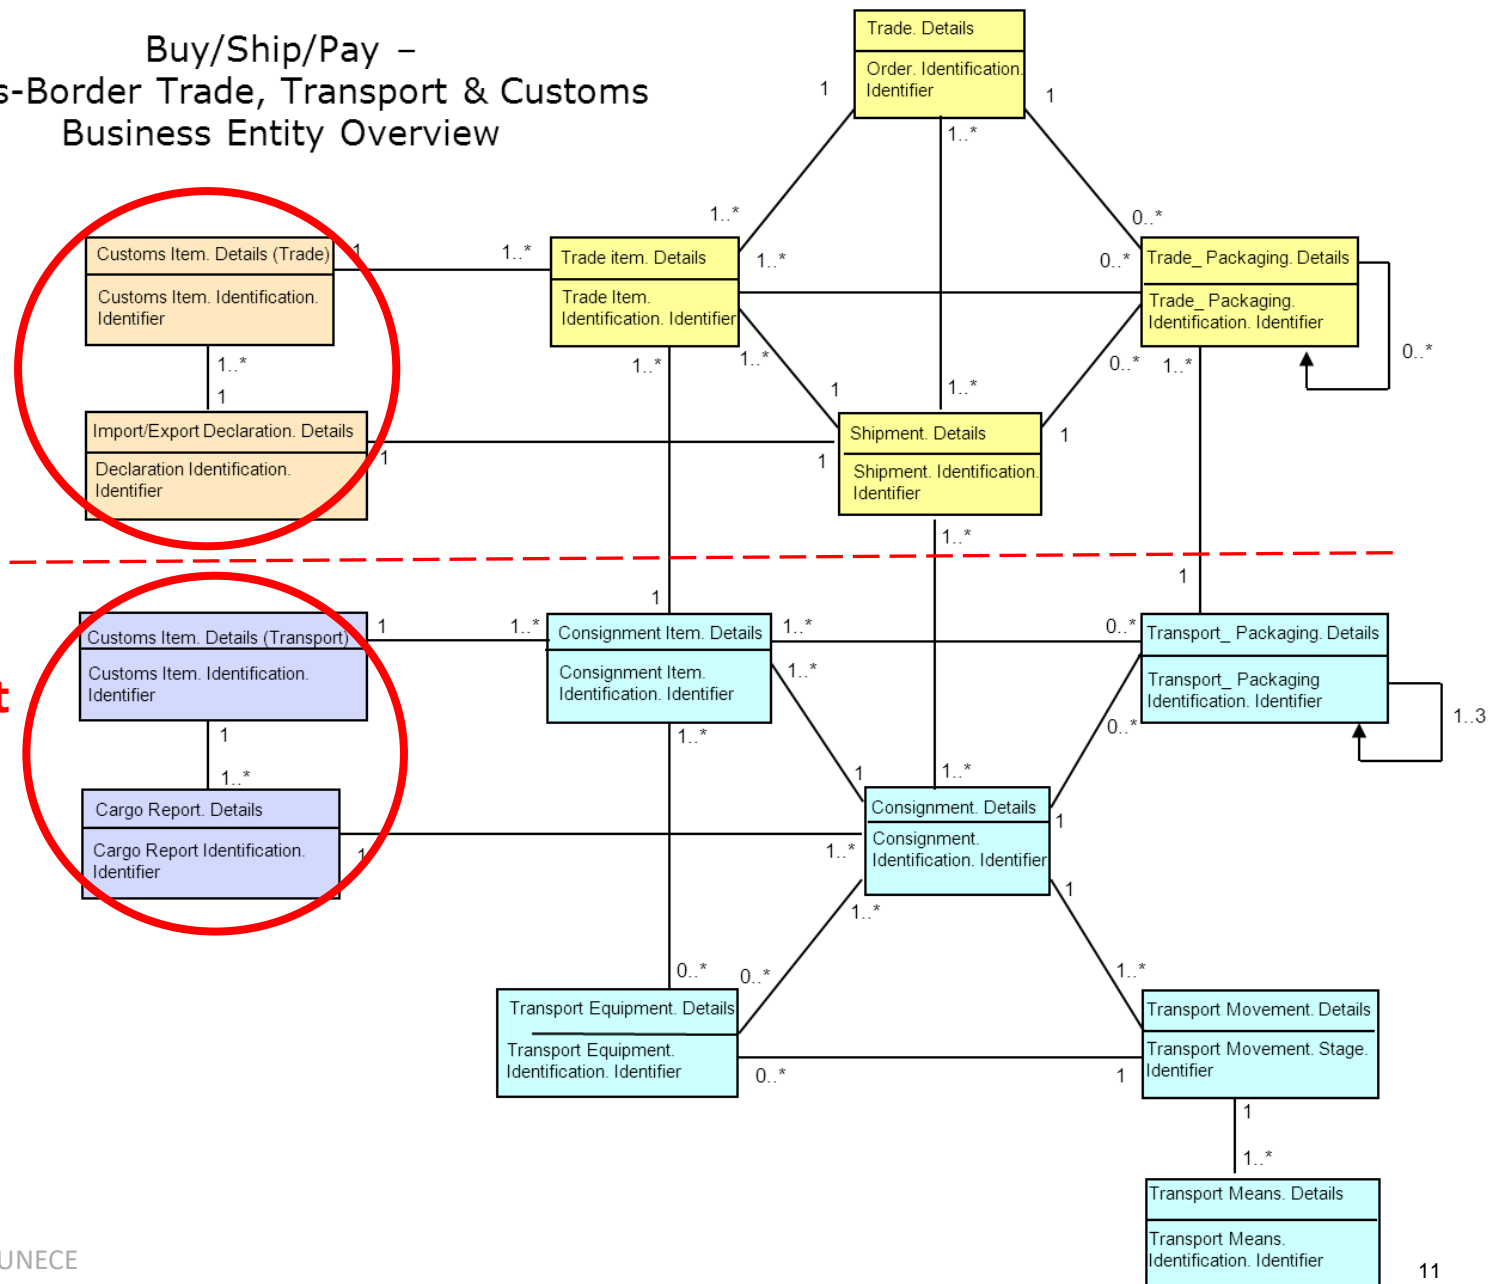 Buy/Ship/Pay –
s-Border Trade, Transport & Customs
Business Entity Overview
Trade. Details
Order. Identification.
Identifier
1
1
1..*
1..*
0..*
Customs Item. Details (Trade)
Customs Item. Identification.
Identifier
1
1..*
Trade item. Details
Trade Item.
Identification. Identifier
1..*
0..*
Trade_ Packaging. Details
Trade_ Packaging.
Identification. Identifier
0..*
1..*
1
1..*
1..*
1
1..*
0..*
1..*
1
Import/Export Declaration. Details
Declaration Identification.
Identifier
1
1
Shipment. Details
Shipment. Identification.
Identifier
1..*
1
1
Customs Item. Details (Transport)
Customs Item. Identification.
Identifier
1
1..*
Consignment Item. Details
Consignment Item.
Identification. Identifier
1..*
0..*
Transport_ Packaging. Details
Transport_ Packaging
Identification. Identifier
1..3
t
1..*
0..*
1
1..*
1..*
1
1..*
Cargo Report. Details
Cargo Report Identification.
Identifier
1
1..*
Consignment. Details
Consignment.
Identification. Identifier
1
1..*
1
0..*
0..*
1..*
Transport Equipment. Details
Transport Equipment.
Identification. Identifier
0..*
1
Transport Movement. Details
Transport Movement. Stage.
Identifier
1
1..*
Transport Means. Details
Transport Means.
Identification. Identifier
UNECE
11